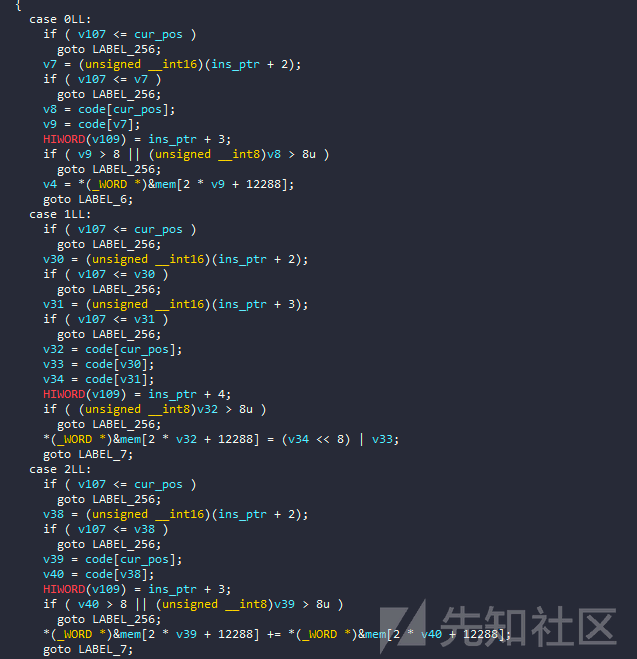 {
case 0LL:
if ( v107 <= cur_pos )
goto LABEL_256;
v7 = (unsigned __int16)(ins_ptr + 2);
if ( v107 <= v7 )
goto LABEL_256;
v8 = code[cur_pos];
v9 = code[v7];
HIWORD(v109) = ins_ptr + 3;
if ( v9 > 8 || (unsigned __int8)v8 > 8u )
goto LABEL_256;
v4 = *(_WORD *)&mem[2 * v9 + 12288];
goto LABEL_6;
case 1LL:
if ( v107 <= cur_pos )
goto LABEL_256;
v30 = (unsigned __int16)(ins_ptr + 2);
if ( v107 <= v30 )
goto LABEL_256;
v31 = (unsigned __int16)(ins_ptr + 3);
if ( v107 <= v31 )
goto LABEL_256;
v32 = code[cur_pos];
v33 = code[v30];
v34 = code[v31];
HIWORD(v109) = ins_ptr + 4;
if ( (unsigned __int8)v32 > 8u )
goto LABEL_256;
*(_WORD *)&mem[2 * v32 + 12288] = (v34 << 8) | v33;
goto LABEL_7;
case 2LL:
if ( v107 <= cur_pos )
goto LABEL_256;
v38 = (unsigned __int16)(ins_ptr + 2);
if ( v107 <= v38 )
goto LABEL_256;
v39 = code[cur_pos];
v40 = code[v38];
HIWORD(v109) = ins_ptr + 3;
if ( v40 > 8 || (unsigned __int8)v39 > 8u )
goto LABEL_256;
*(_WORD *)&mem[2 * v39 + 12288] += *(_WORD *)&mem[2 * v40 + 12288];
goto LABEL_7;
先知社区